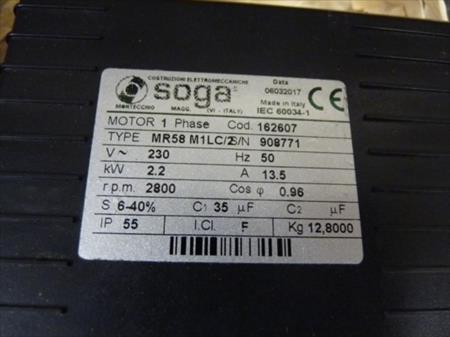 COSTRUZIONI ELETTROMECCANICHE
soga
MONTECCHIO MAGG. (VI - ITALY)
Data
06032017
Made in Italy
IEC 60034-1
CE
MOTOR 1 Phase Cod. 162607
TYPE MR58 M1LC/2 S/N 908771
V~ 230 Hz 50
kW 2.2 A 13.5
r.p.m. 2800 Cos φ 0.96
S 6-40% C1 35 µF C2 µF
IP 55 I.Cl. F Kg 12,8000